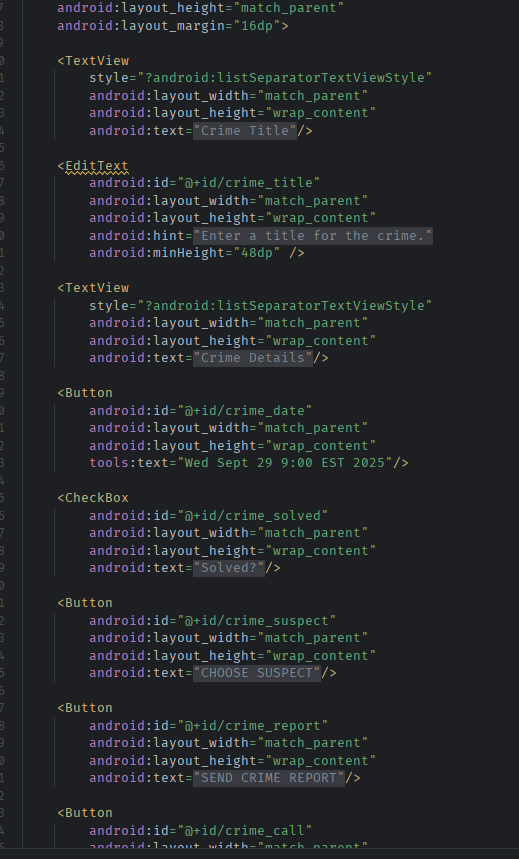 android:layout_height="match_parent"
android:layout_margin="16dp">
<TextView
style="?android:listSeparatorTextViewStyle"
android:layout_width="match_parent"
android:layout_height="wrap_content"
android:text="Crime Title"/>
<EditText
android:id="@+id/crime_title"
android:layout_width="match_parent"
android:layout_height="wrap_content"
android:hint="Enter a title for the crime."
android:minHeight="48dp" />
<TextView
style="?android:listSeparatorTextViewStyle"
android:layout_width="match_parent"
android:layout_height="wrap_content"
android:text="Crime Details"/>
<Button
android:id="@+id/crime_date"
android:layout_width="match_parent"
android:layout_height="wrap_content"
tools:text="Wed Sept 29 9:00 EST 2025"/>
<CheckBox
android:id="@+id/crime_solved"
android:layout_width="match_parent"
android:layout_height="wrap_content"
android:text="Solved?"/>
<Button
android:id="@+id/crime_suspect"
android:layout_width="match_parent"
android:layout_height="wrap_content"
android:text="CHOOSE SUSPECT"/>
<Button
android:id="@+id/crime_report"
android:layout_width="match_parent"
android:layout_height="wrap_content"
android:text="SEND CRIME REPORT"/>
<Button
android:id="@+id/crime_call"
android:layout_width="match_parent"